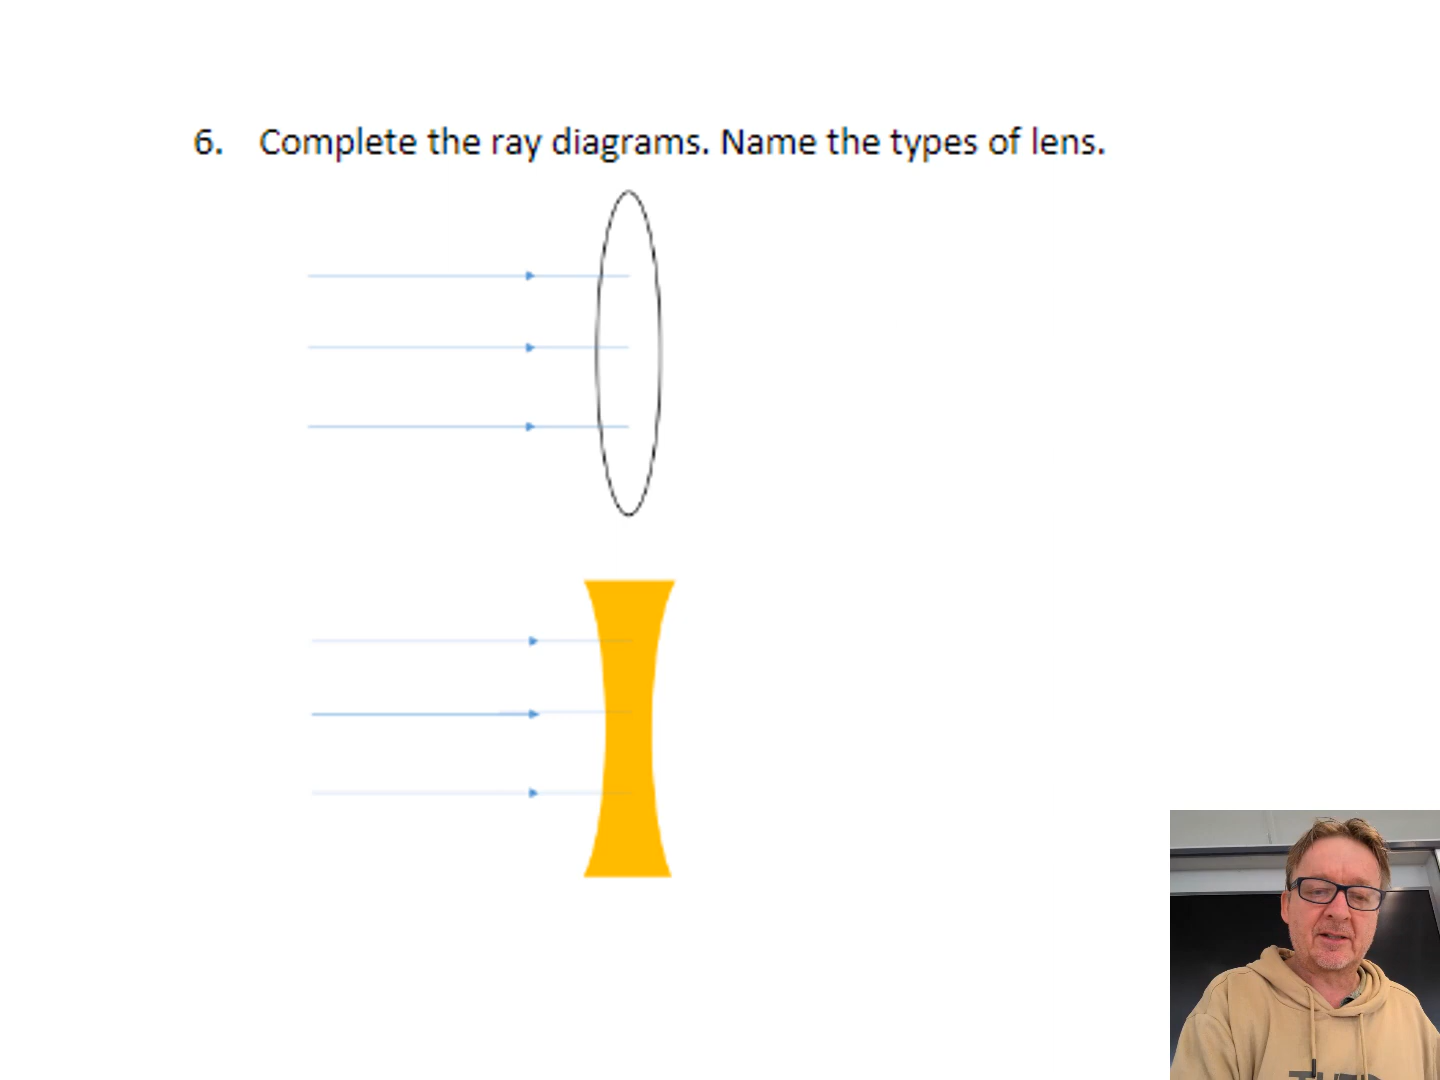 6. Complete the ray diagrams. Name the types of lens.